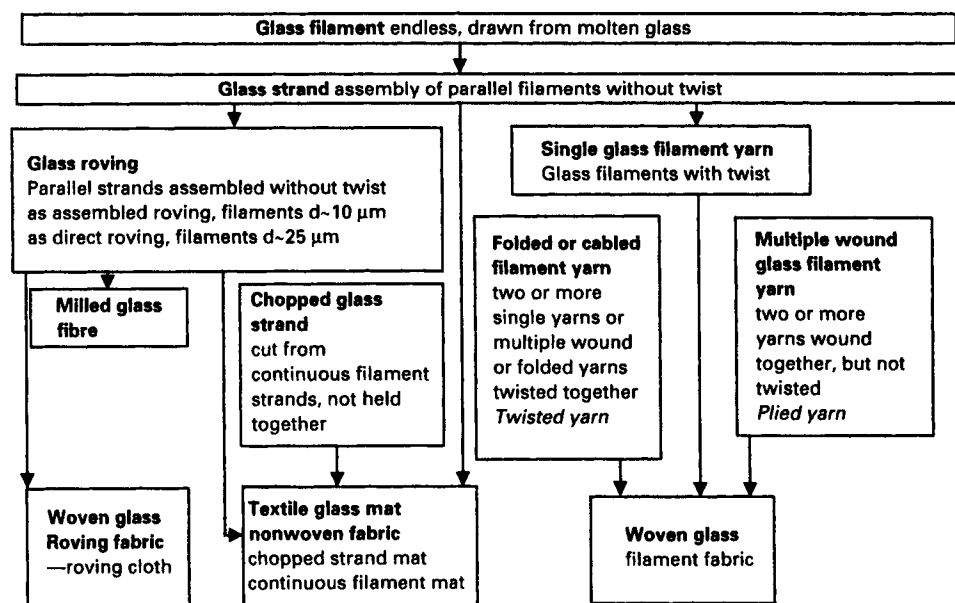 Glass filament endless, drawn from molten glass
Glass strand assembly of parallel filaments without twist
Glass roving
Parallel strands assembled without twist
as assembled roving, filaments d~10 μm
as direct roving, filaments d~25 μm
Single glass filament yarn
Glass filaments with twist
Milled glass
fibre
Chopped glass
strand
cut from
continuous filament
strands, not held
together
Folded or cabled
filament yarn
two or more
single yarns or
multiple wound
or folded yarns
twisted together
Twisted yarn
Multiple wound
glass filament
yarn
two or more
yarns wound
together, but not
twisted
Plied yarn
Woven glass
Roving fabric
—roving cloth
Textile glass mat
nonwoven fabric
chopped strand mat
continuous filament mat
Woven glass
filament fabric